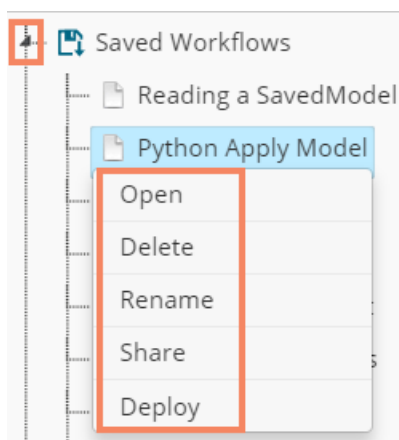 Saved Workflows
Reading a SavedModel
Python Apply Model
Open
Delete
Rename
Share
Deploy